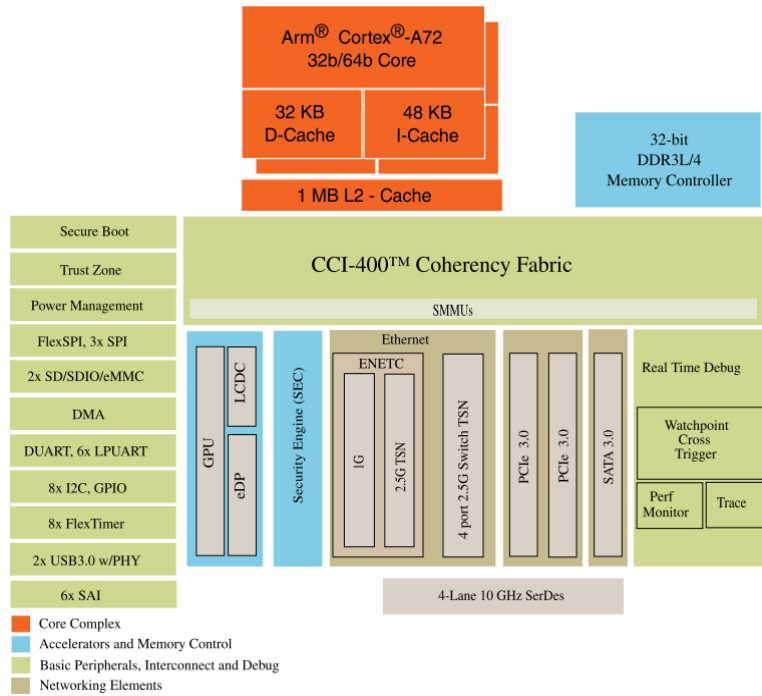 Arm® Cortex®-A72
32b/64b Core
32 KB
D-Cache
48 KB
I-Cache
1 MB L2 - Cache
32-bit
DDR3L/4
Memory Controller
Secure Boot
Trust Zone
Power Management
FlexSPI, 3x SPI
2x SD/SDIO/eMMC
DMA
DUART, 6x LPUART
8x I2C, GPIO
8x FlexTimer
2x USB3.0 w/PHY
6x SAI
CCI-400™ Coherency Fabric
SMMUs
GPU
LCDC
eDP
Security Engine (SEC)
Ethernet
ENETC
1G
2.5G TSN
4 port 2.5G Switch TSN
PCIe 3.0
PCIe 3.0
SATA 3.0
Real Time Debug
Watchpoint
Cross
Trigger
Perf
Monitor
Trace
4-Lane 10 GHz SerDes
Core Complex
Accelerators and Memory Control
Basic Peripherals, Interconnect and Debug
Networking Elements